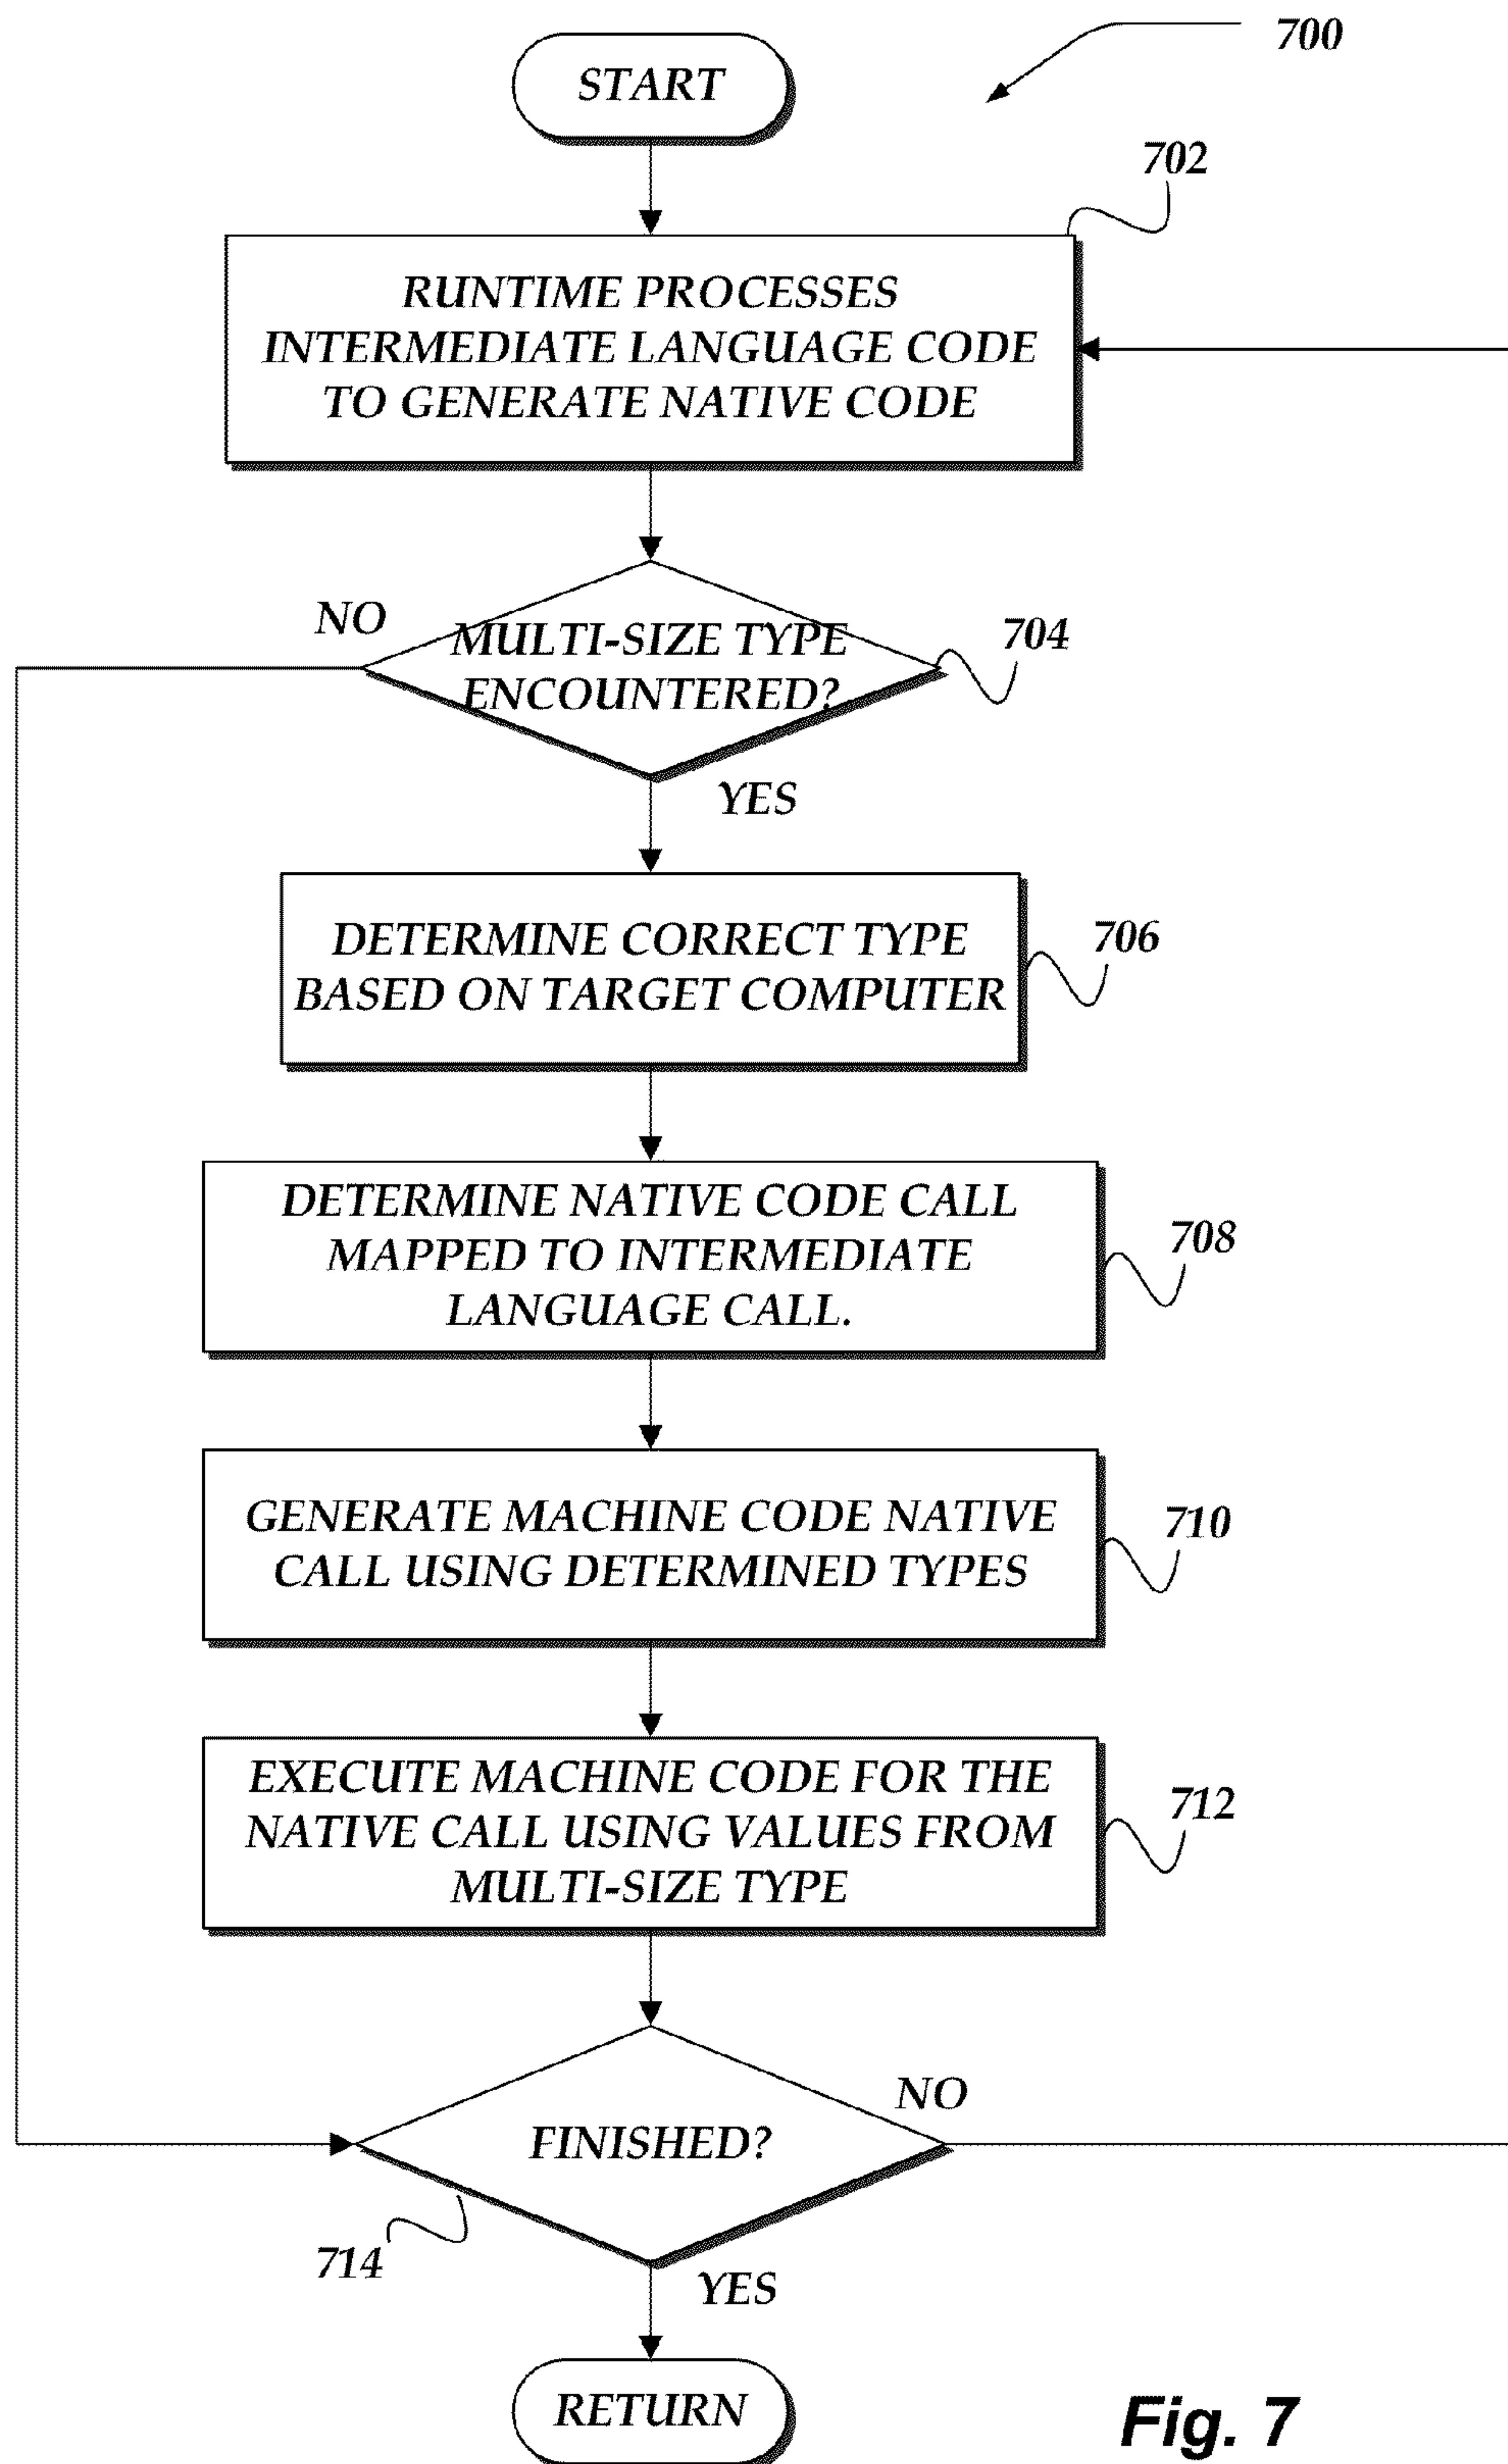 700
START
702
RUNTIME PROCESSES
INTERMEDIATE LANGUAGE CODE
TO GENERATE NATIVE CODE
NO
MULTI-SIZE TYPE
ENCOUNTERED?
704
YES
DETERMINE CORRECT TYPE
BASED ON TARGET COMPUTER
706
DETERMINE NATIVE CODE CALL
MAPPED TO INTERMEDIATE
LANGUAGE CALL.
708
GENERATE MACHINE CODE NATIVE
CALL USING DETERMINED TYPES
710
EXECUTE MACHINE CODE FOR THE
NATIVE CALL USING VALUES FROM
MULTI-SIZE TYPE
712
NO
FINISHED?
714
YES
RETURN
Fig. 7